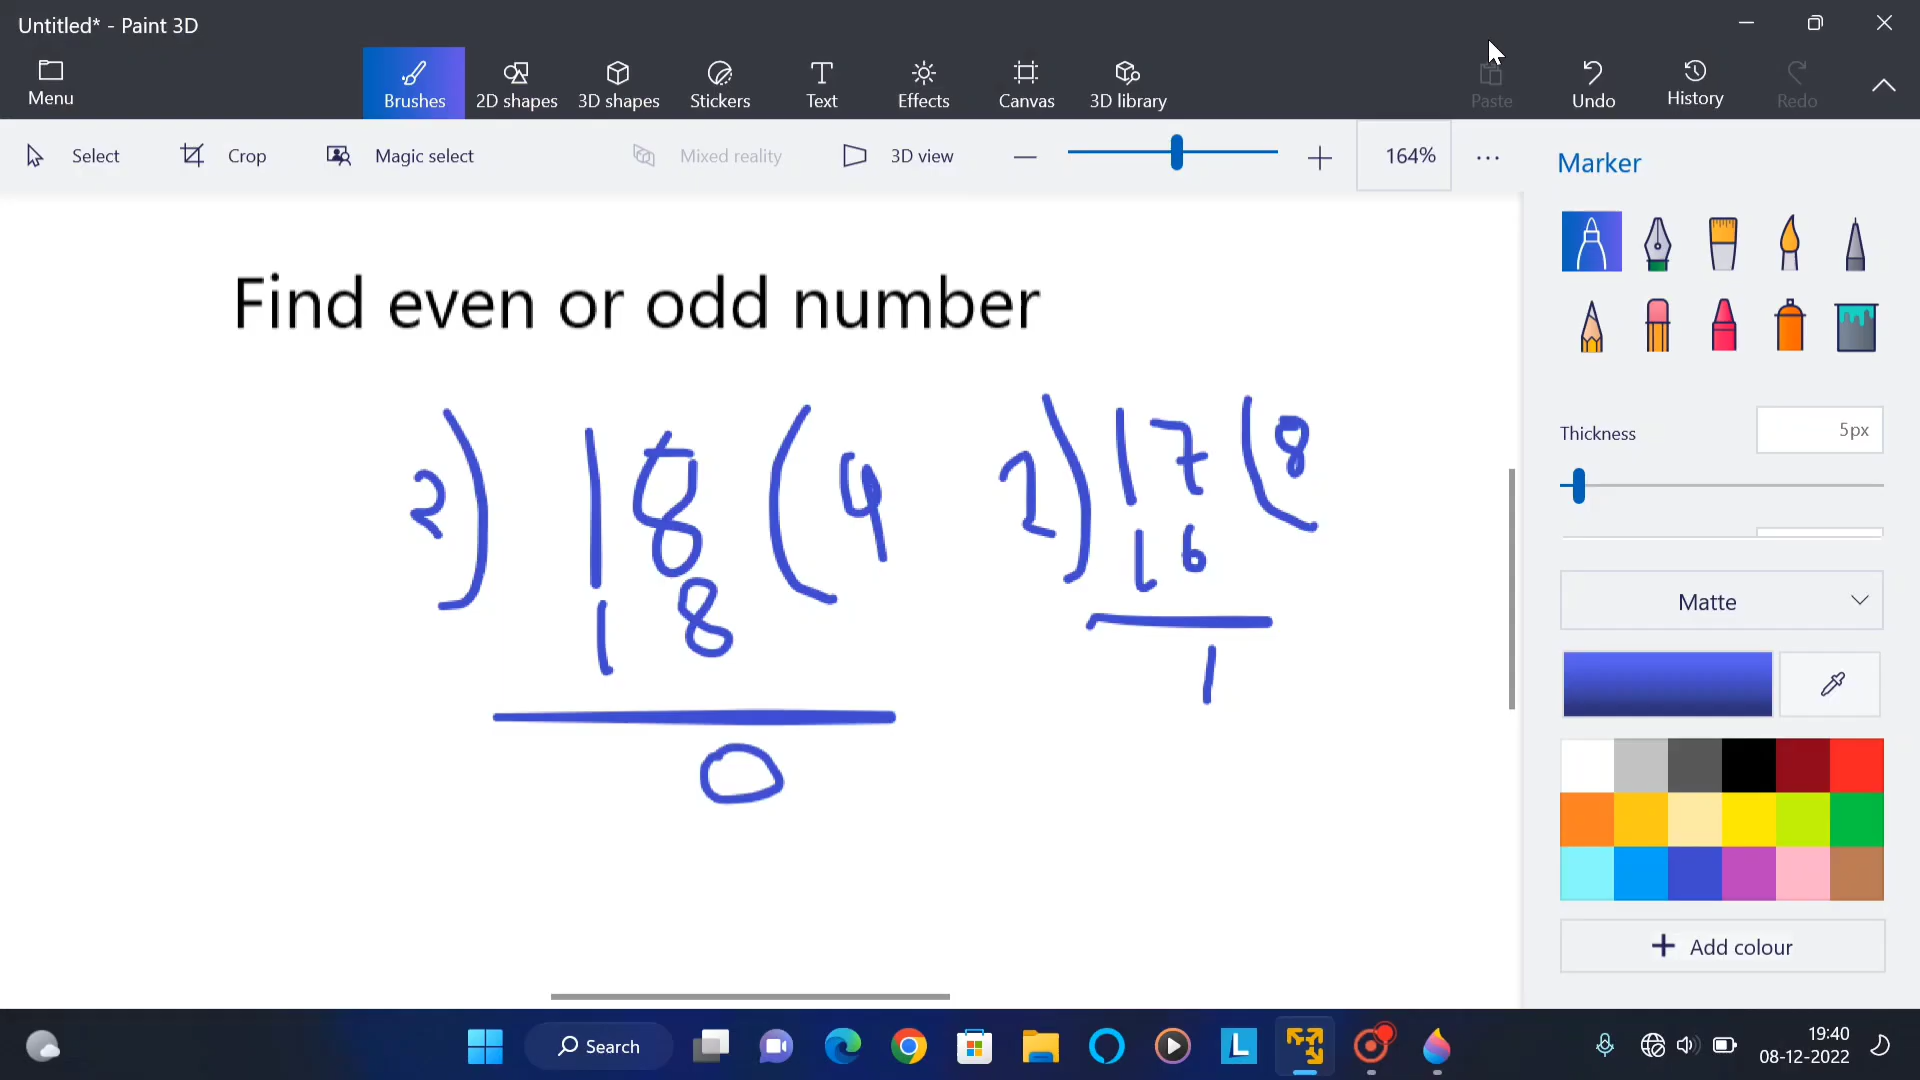 Untitled* - Paint 3D
Menu
Brushes 2D shapes 3D shapes Stickers Text Effects Canvas 3D library Paste Undo History Redo
Select Crop Magic select Mixed reality 3D view 164%
Marker
Thickness 5px
Matte
Add colour
Find even or odd number
2) 18 (9
18
0
2) 17 (8
16
1
Search
19:40
08-12-2022